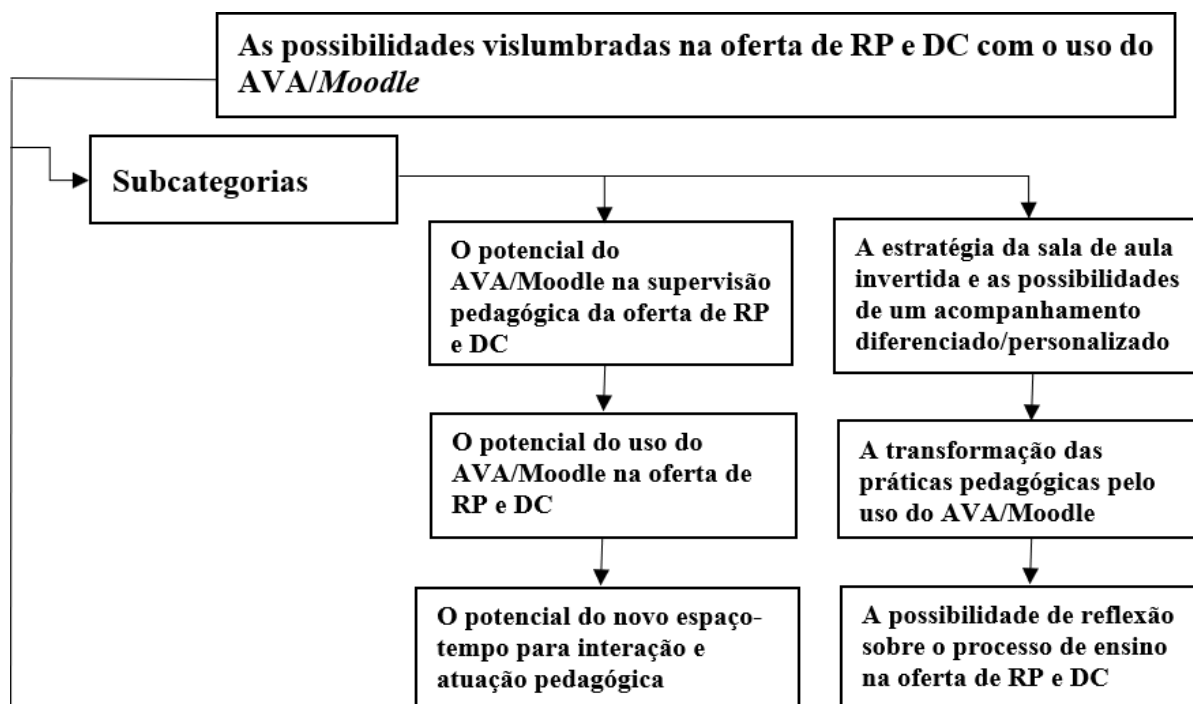 As possibilidades vislumbradas na oferta de RP e DC com o uso do
AVA/Moodle
Subcategorias
O potencial do
AVA/Moodle na supervisão
pedagógica da oferta de RP
e DC
O potencial do uso do
AVA/Moodle na oferta de
RP e DC
O potencial do novo espaço-
tempo para interação e
atuação pedagógica
A estratégia da sala de aula
invertida e as possibilidades
de um acompanhamento
diferenciado/personalizado
A transformação das
práticas pedagógicas pelo
uso do AVA/Moodle
A possibilidade de reflexão
sobre o processo de ensino
na oferta de RP e DC